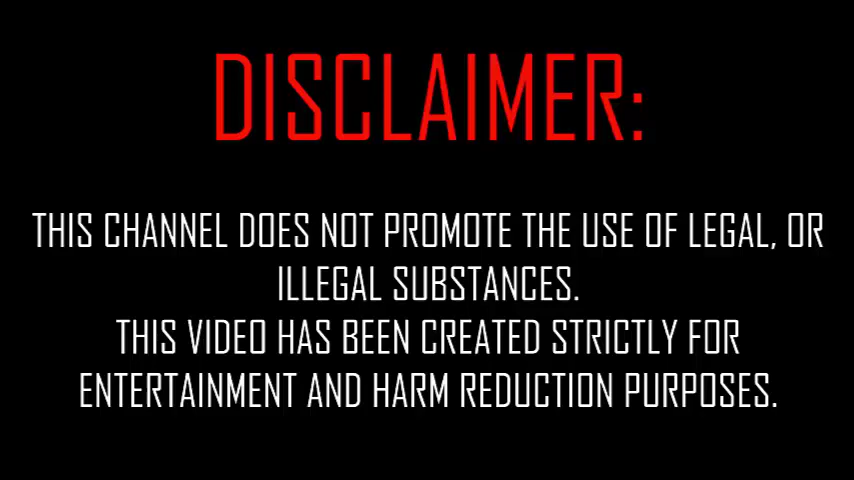 DISCLAIMER:
THIS CHANNEL DOES NOT PROMOTE THE USE OF LEGAL, OR
ILLEGAL SUBSTANCES.
THIS VIDEO HAS BEEN CREATED STRICTLY FOR
ENTERTAINMENT AND HARM REDUCTION PURPOSES.